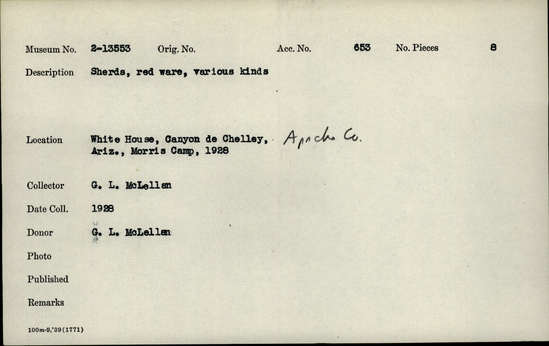 Museum No. 2-13553 Orig. No. Acc. No. 653 No. Pieces 8
Description Sherds, red ware, various kinds
Location White House, Canyon de Chelley, Apache Co.
Ariz., Morris Camp, 1928
Collector G. L. McLellan
Date Coll. 1928
Donor G. L. McLellan
Photo
Published
Remarks
100m-9,'39(1771)